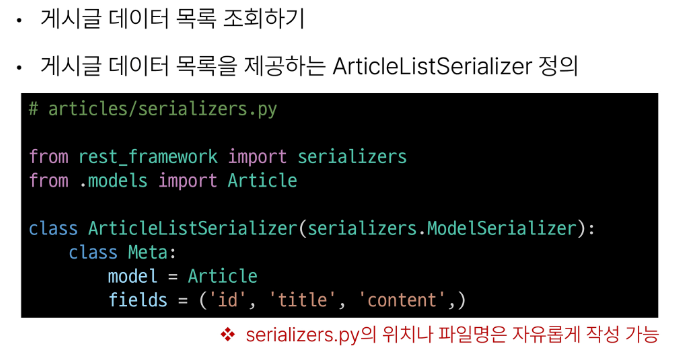 • 게시글 데이터 목록 조회하기
• 게시글 데이터 목록을 제공하는 ArticleListSerializer 정의
# articles/serializers.py
from rest_framework import serializers
from .models import Article
class ArticleListSerializer(serializers.ModelSerializer):
    class Meta:
        model = Article
        fields = ('id', 'title', 'content',)
❖ serializers.py의 위치나 파일명은 자유롭게 작성 가능